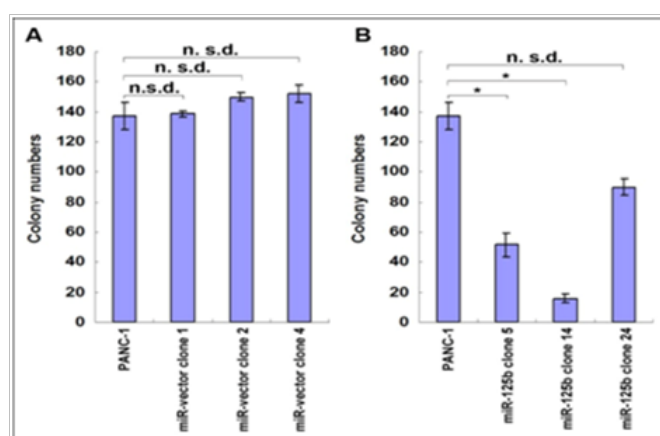 A
180
160
140
120
100
80
60
40
20
0
Colony numbers
n. s.d.
n. s.d.
n.s.d.
PANC-1
miR-vector clone 1
miR-vector clone 2
miR-vector clone 4
B
180
160
140
120
100
80
60
40
20
0
Colony numbers
n. s.d.
*
*
PANC-1
miR-125b clone 5
miR-125b clone 14
miR-125b clone 24